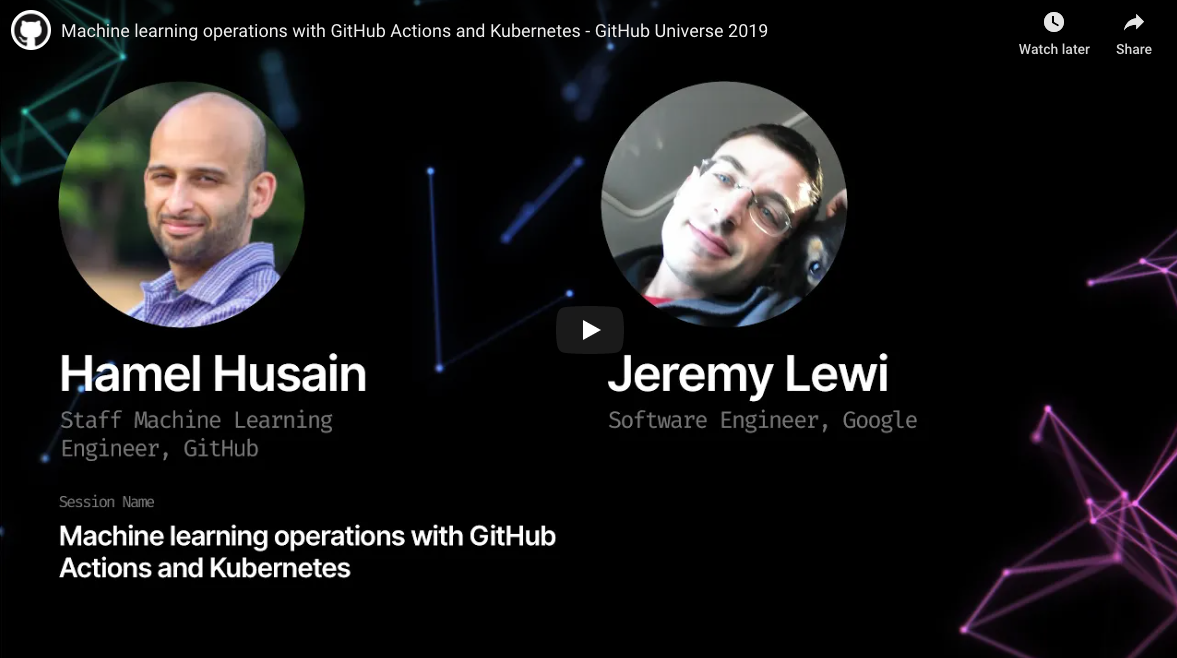 Machine learning operations with GitHub Actions and Kubernetes - GitHub Universe 2019
Watch later
Share
Hamel Husain
Staff Machine Learning
Engineer, GitHub
Jeremy Lewi
Software Engineer, Google
Session Name
Machine learning operations with GitHub
Actions and Kubernetes